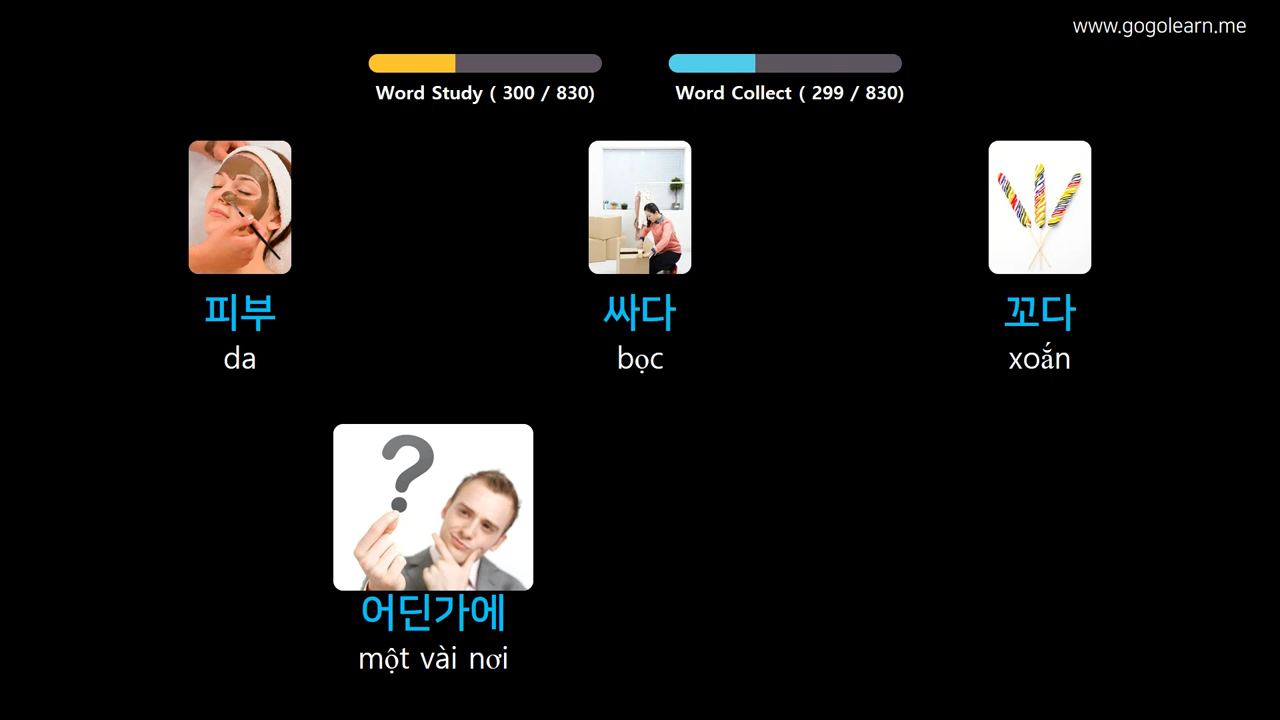 www.gogolearn.me
Word Study ( 300 / 830)
Word Collect ( 299 / 830)
피부
싸다
꼬다
da
bọc
xoắn
어딘가에
một vài nơi